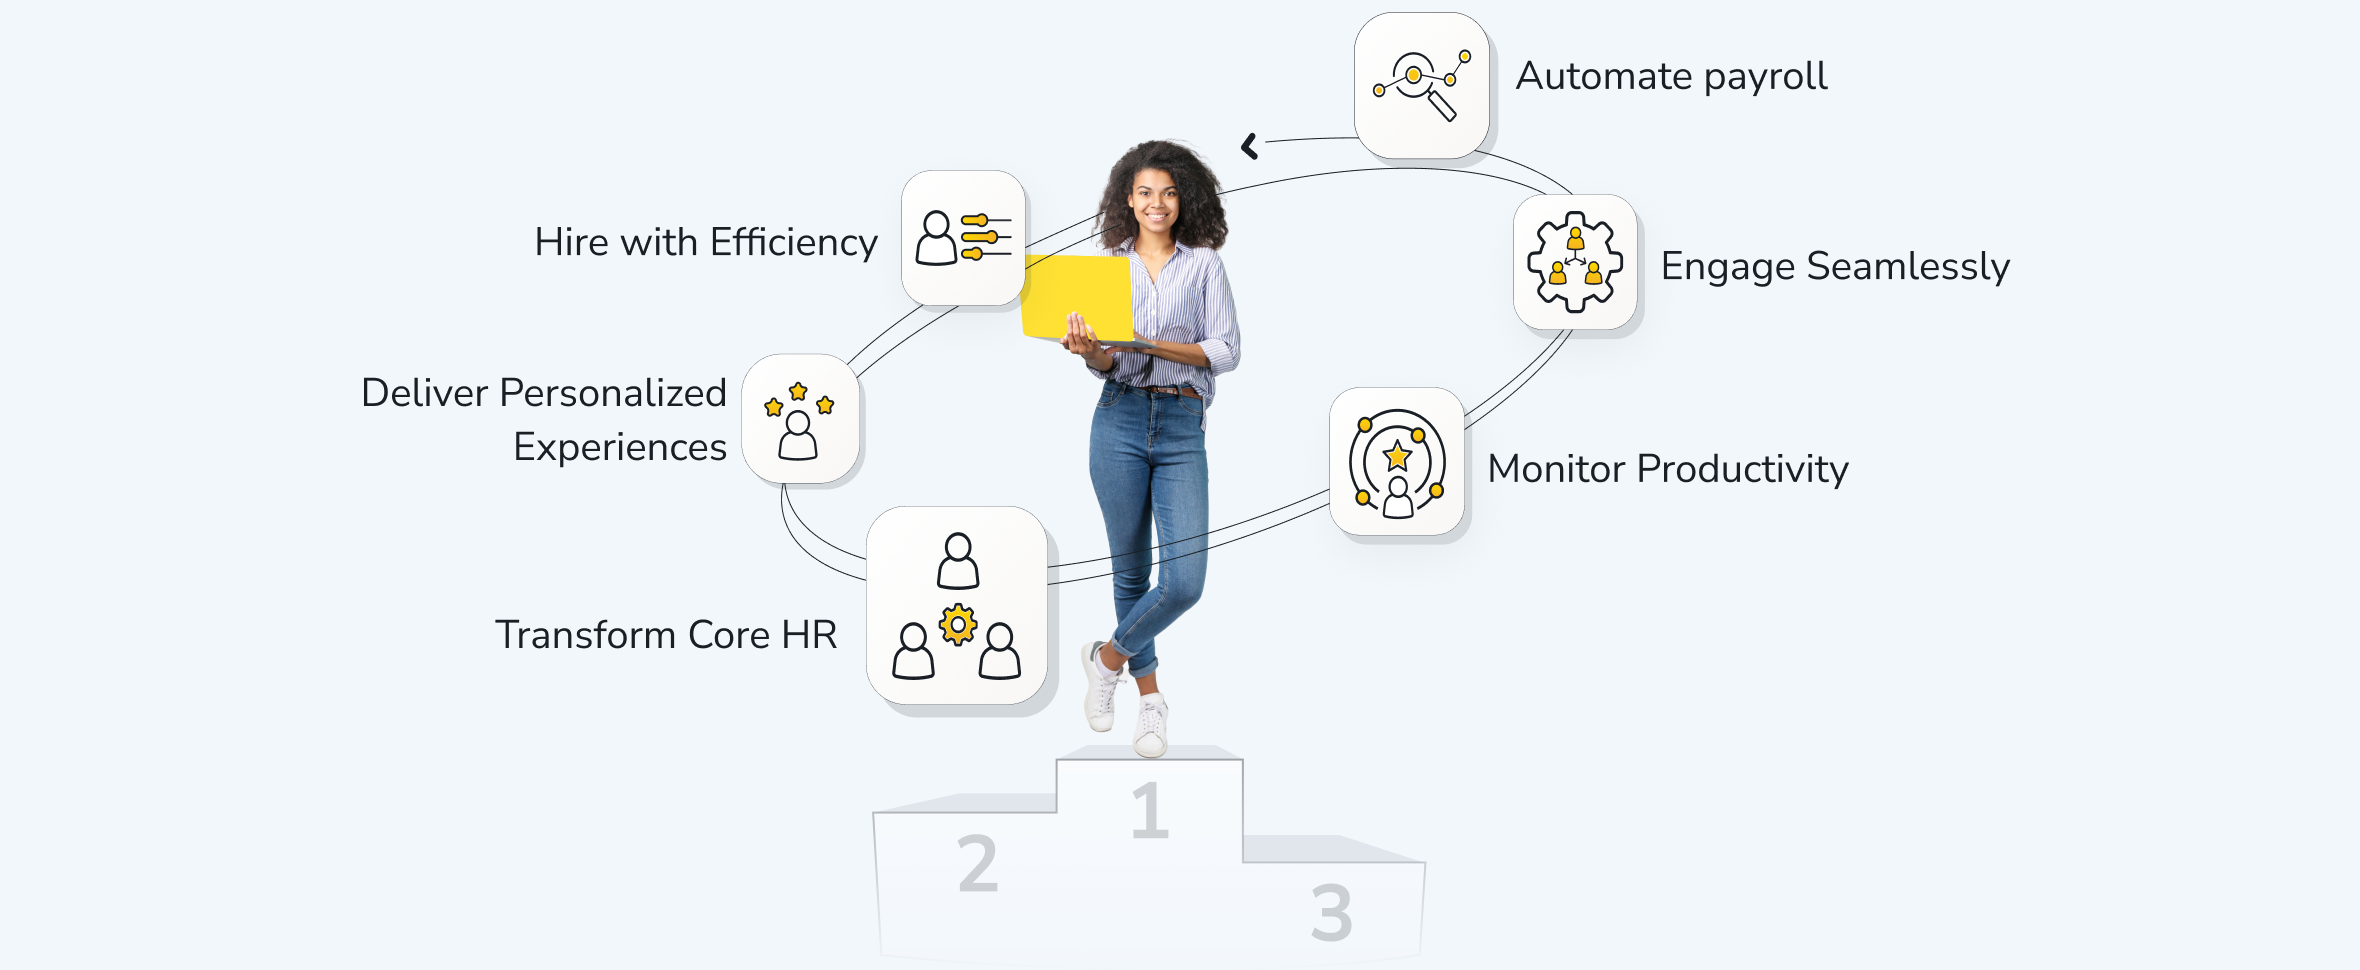 Automate payroll
Hire with Efficiency
Engage Seamlessly
Deliver Personalized
Experiences
Monitor Productivity
Transform Core HR
1
2
3